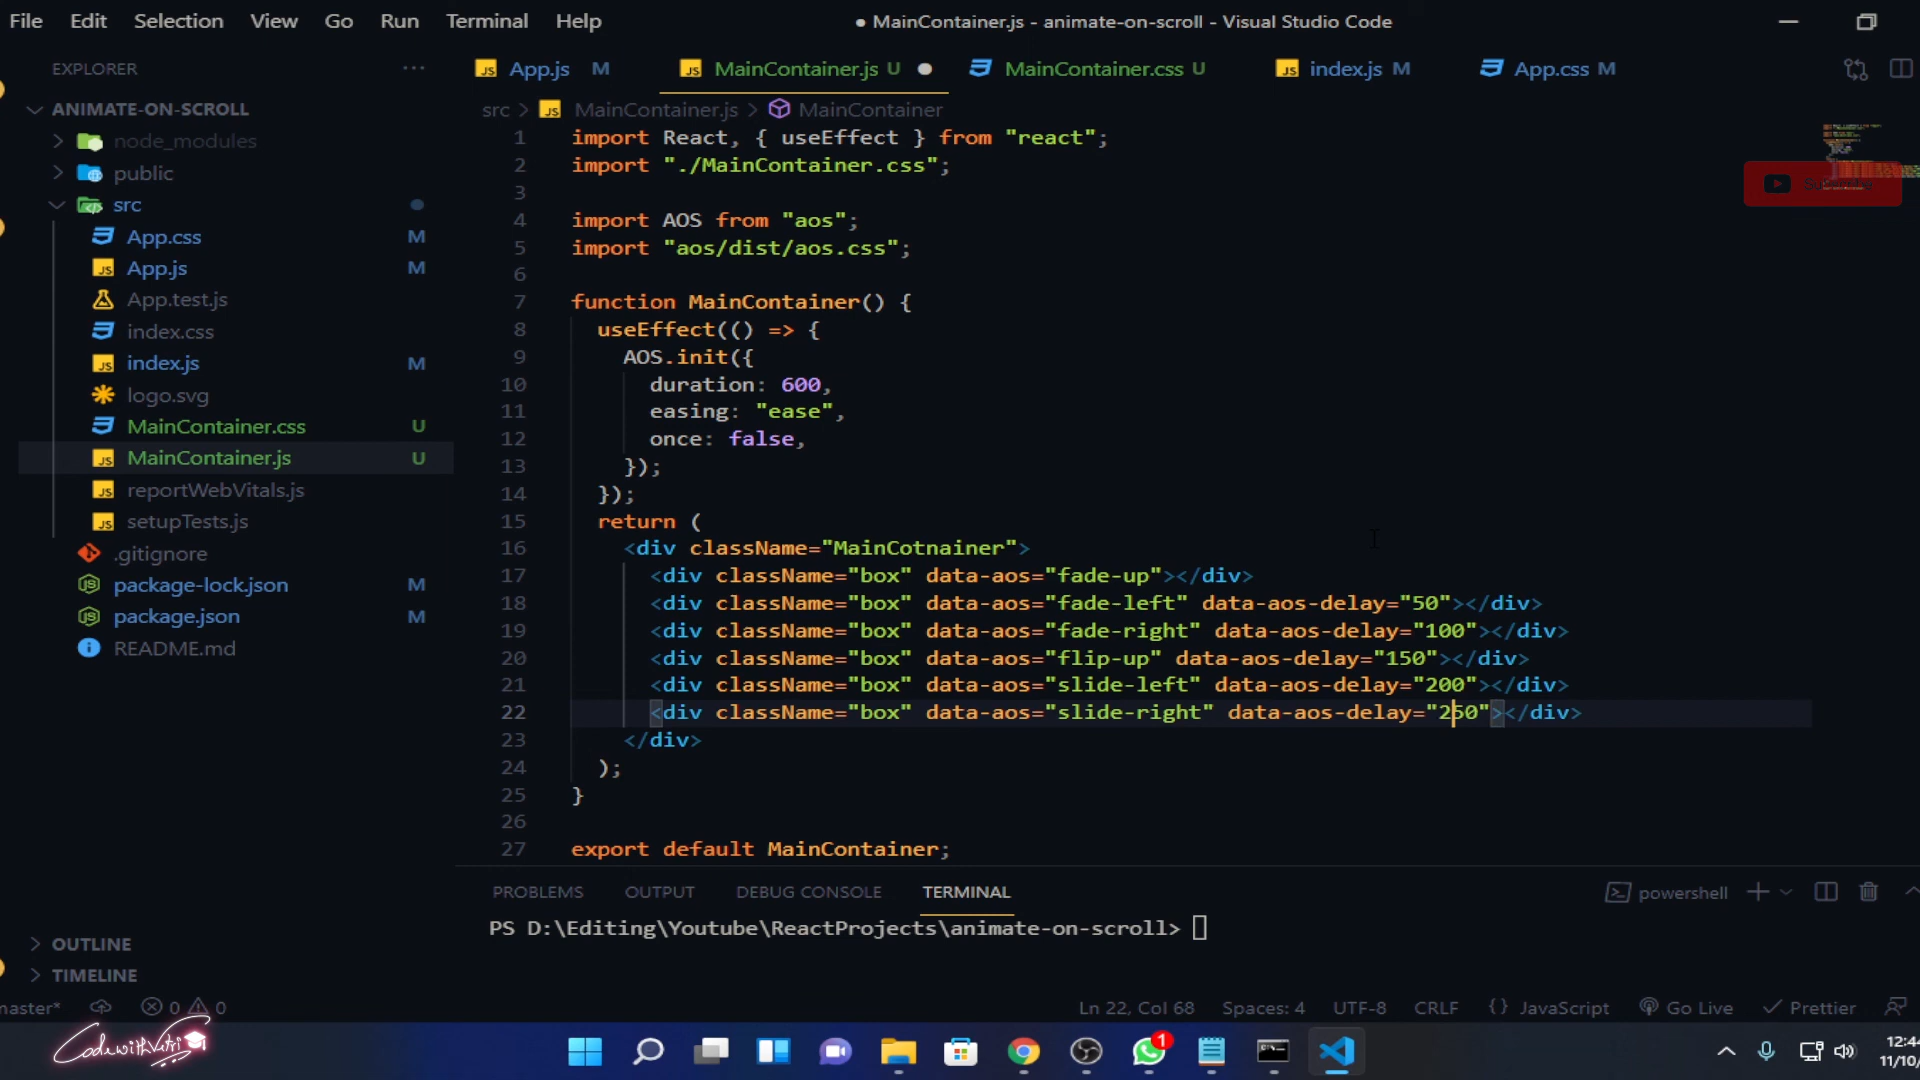 File Edit Selection View Go Run Terminal Help
● MainContainer.js - animate-on-scroll - Visual Studio Code
EXPLORER ···
App.js M MainContainer.js U MainContainer.css U index.js M App.css M
ANIMATE-ON-SCROLL
node_modules
public
src
App.css M
App.js M
App.test.js
index.css
index.js M
logo.svg
MainContainer.css U
MainContainer.js U
reportWebVitals.js
setupTests.js
.gitignore
package-lock.json M
package.json M
README.md
OUTLINE
TIMELINE
src > MainContainer.js > MainContainer
1 import React, { useEffect } from "react";
2 import "./MainContainer.css";
3
4 import AOS from "aos";
5 import "aos/dist/aos.css";
6
7 function MainContainer() {
8 useEffect(() => {
9 AOS.init({
10 duration: 600,
11 easing: "ease",
12 once: false,
13 });
14 });
15 return (
16 <div className="MainCotnainer">
17 <div className="box" data-aos="fade-up"></div>
18 <div className="box" data-aos="fade-left" data-aos-delay="50"></div>
19 <div className="box" data-aos="fade-right" data-aos-delay="100"></div>
20 <div className="box" data-aos="flip-up" data-aos-delay="150"></div>
21 <div className="box" data-aos="slide-left" data-aos-delay="200"></div>
22 <div className="box" data-aos="slide-right" data-aos-delay="250"></div>
23 </div>
24 );
25 }
26
27 export default MainContainer;
Subscribe
PROBLEMS OUTPUT DEBUG CONSOLE TERMINAL
powershell
PS D:\Editing\Youtube\ReactProjects\animate-on-scroll>
master* 0 0
Ln 22, Col 68 Spaces: 4 UTF-8 CRLF {} JavaScript Go Live Prettier
CodewithVetri
1
12:44
11/10/